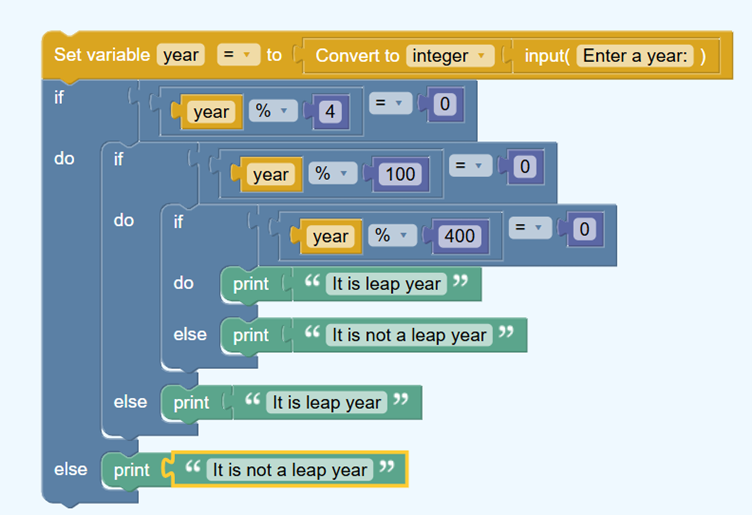 Set variable year = to Convert to integer input( Enter a year: )
if year % 4 = 0
do if year % 100 = 0
do if year % 400 = 0
do print “ It is leap year ”
else print “ It is not a leap year ”
else print “ It is leap year ”
else print “ It is not a leap year ”